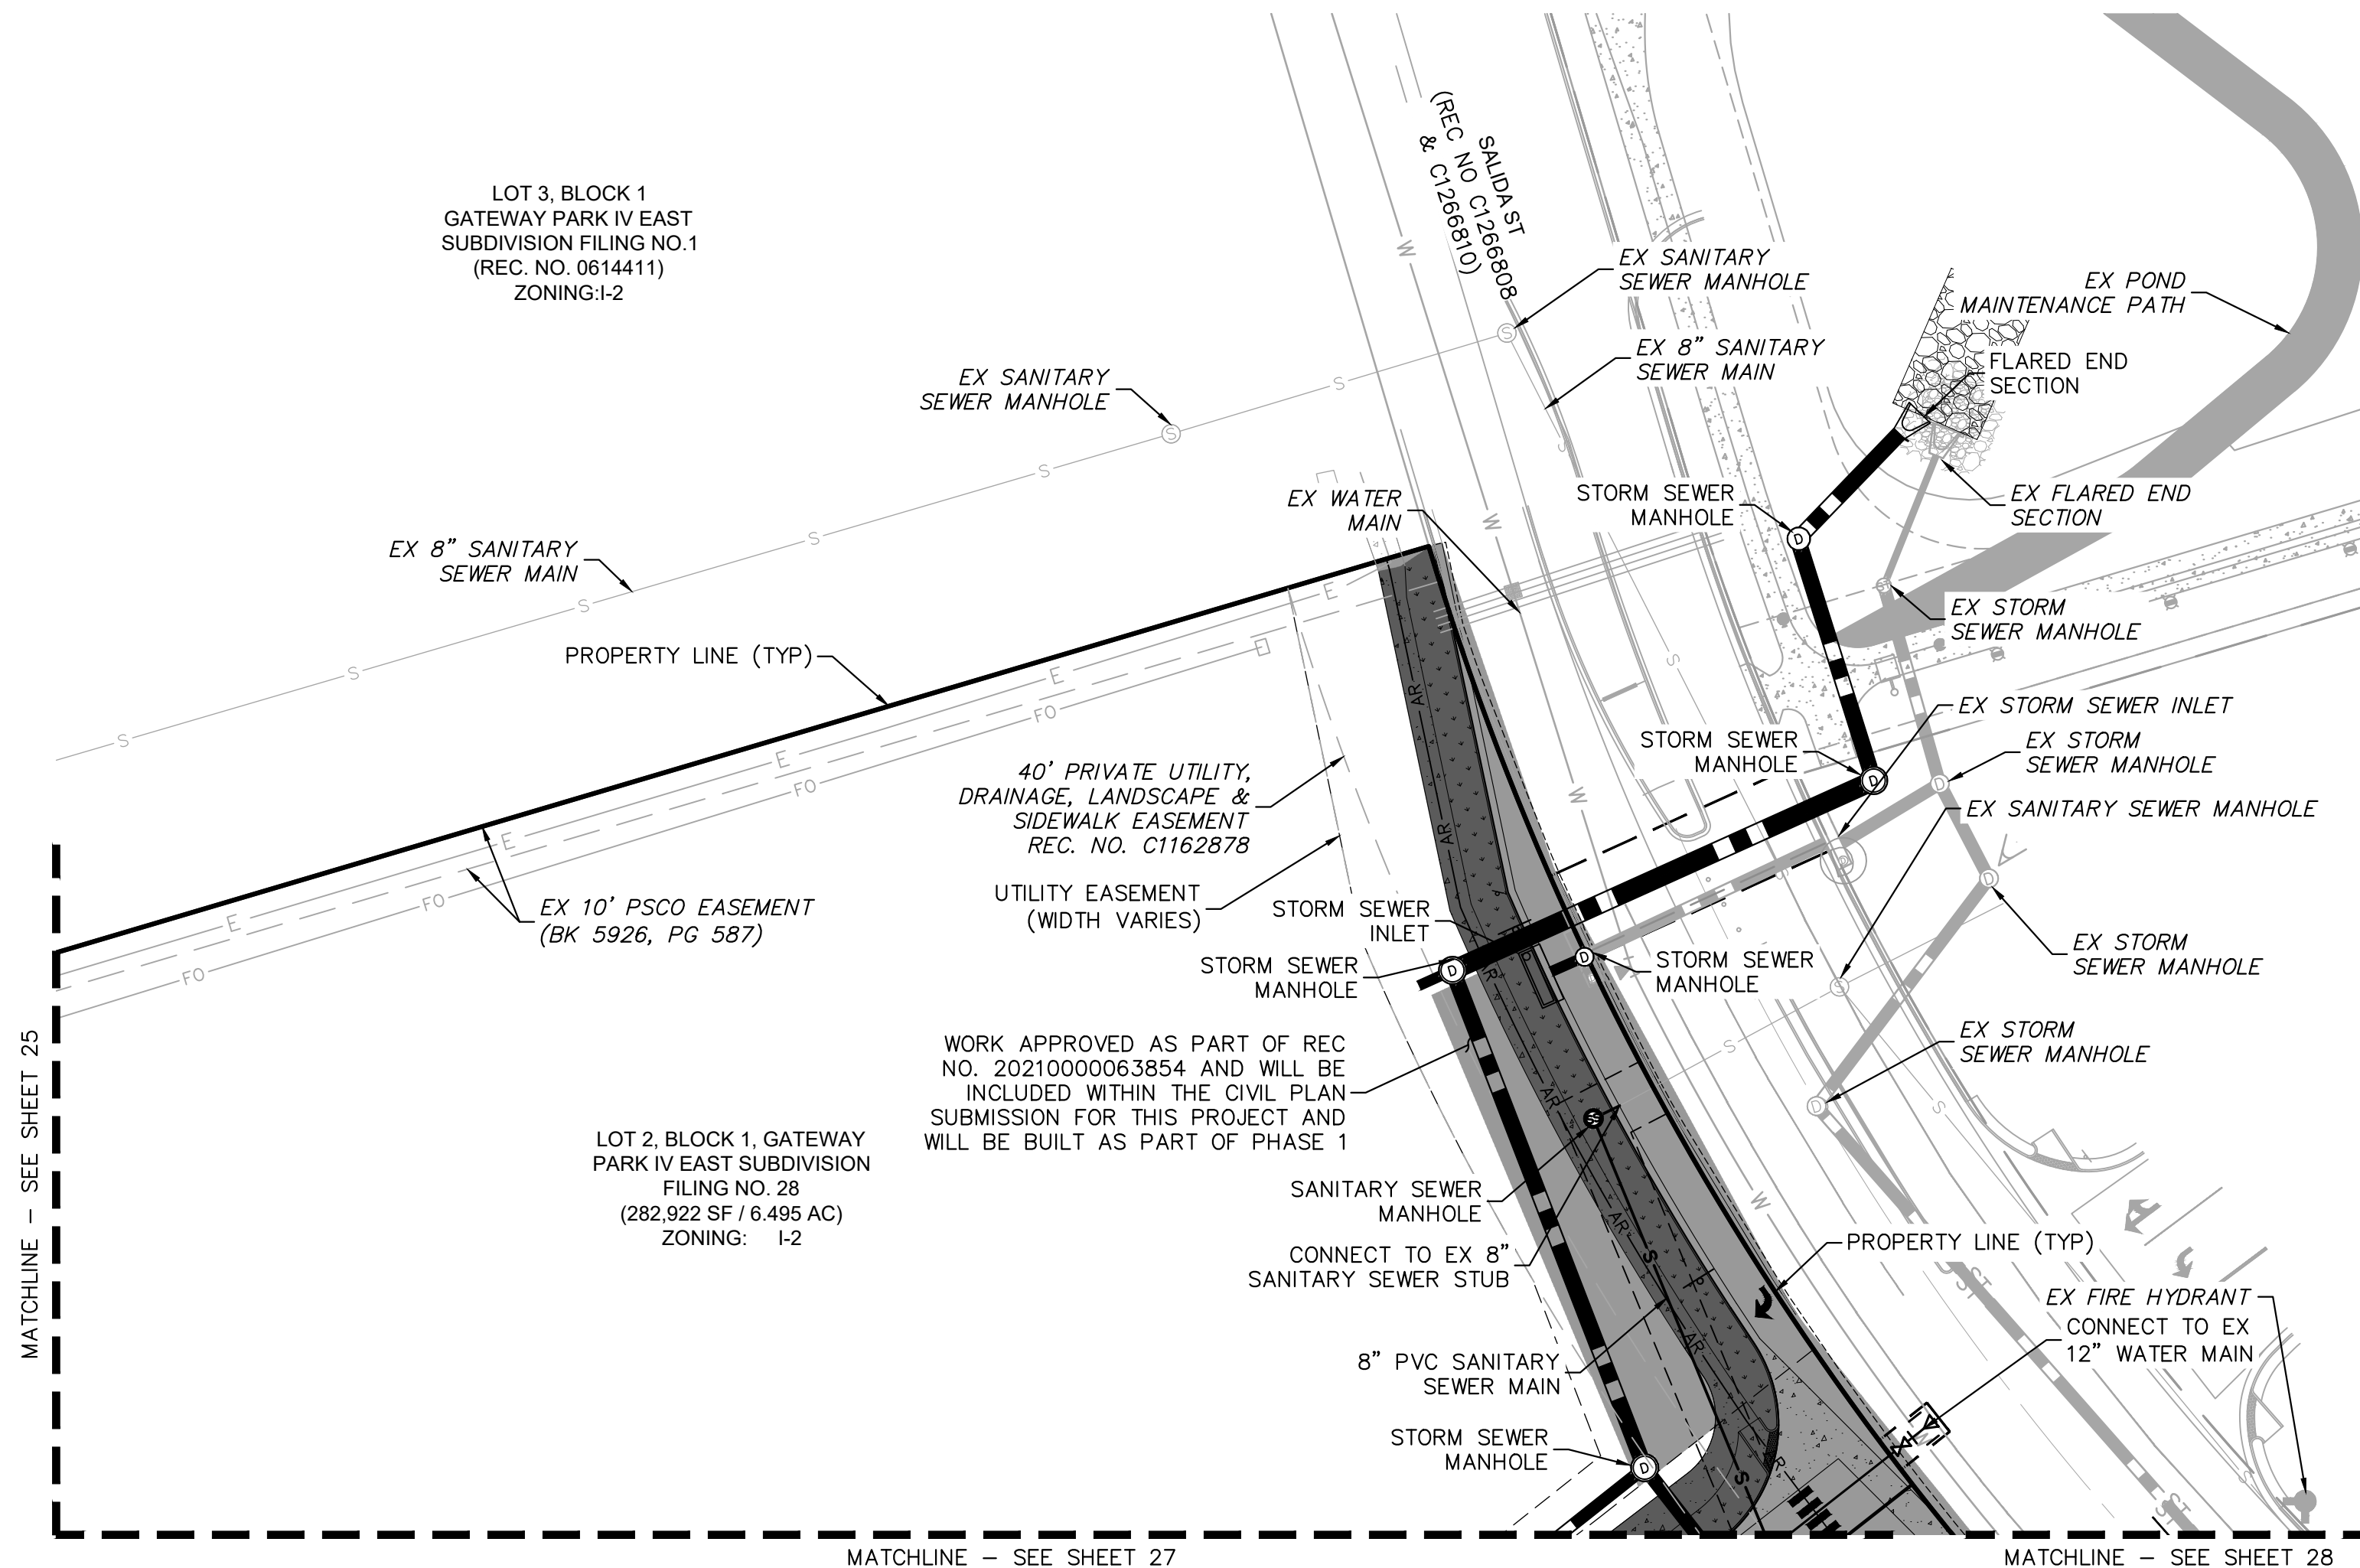 SALIDA ST
(REC NO C1266808
& C1266810)
LOT 3, BLOCK 1
GATEWAY PARK IV EAST
SUBDIVISION FILING NO.1
(REC. NO. 0614411)
ZONING:I-2
EX SANITARY
SEWER MANHOLE
EX POND
MAINTENANCE PATH
EX 8" SANITARY
SEWER MAIN
FLARED END
SECTION
EX SANITARY
SEWER MANHOLE
EX WATER
MAIN
STORM SEWER
MANHOLE
EX FLARED END
SECTION
EX 8" SANITARY
SEWER MAIN
EX STORM
SEWER MANHOLE
PROPERTY LINE (TYP)
EX STORM SEWER INLET
STORM SEWER
MANHOLE
EX STORM
SEWER MANHOLE
40' PRIVATE UTILITY,
DRAINAGE, LANDSCAPE &
SIDEWALK EASEMENT
REC. NO. C1162878
EX SANITARY SEWER MANHOLE
UTILITY EASEMENT
(WIDTH VARIES)
EX 10' PSCO EASEMENT
(BK 5926, PG 587)
STORM SEWER
INLET
STORM SEWER
MANHOLE
STORM SEWER
MANHOLE
EX STORM
SEWER MANHOLE
WORK APPROVED AS PART OF REC
NO. 20210000063854 AND WILL BE
INCLUDED WITHIN THE CIVIL PLAN
SUBMISSION FOR THIS PROJECT AND
WILL BE BUILT AS PART OF PHASE 1
EX STORM
SEWER MANHOLE
LOT 2, BLOCK 1, GATEWAY
PARK IV EAST SUBDIVISION
FILING NO. 28
(282,922 SF / 6.495 AC)
ZONING: I-2
SANITARY SEWER
MANHOLE
CONNECT TO EX 8"
SANITARY SEWER STUB
PROPERTY LINE (TYP)
EX FIRE HYDRANT
CONNECT TO EX
12" WATER MAIN
8" PVC SANITARY
SEWER MAIN
STORM SEWER
MANHOLE
MATCHLINE – SEE SHEET 25
MATCHLINE – SEE SHEET 27
MATCHLINE – SEE SHEET 28
S
S
S
S
S
S
S
S
S
E
E
E
E
E
FO
FO
FO
FO
W
W
W
W
AR
AR
AR
AR
AR
D
D
D
D
D
D
D
D
S
S
ST
ST